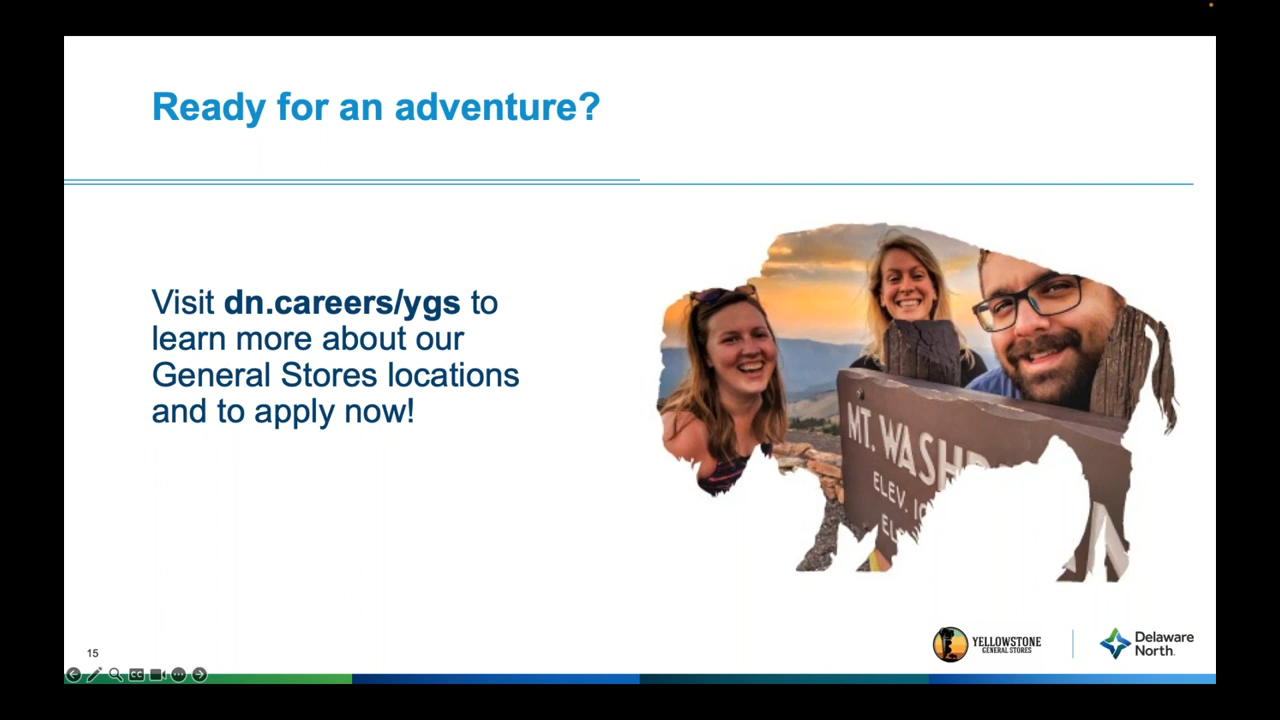 Ready for an adventure?
Visit dn.careers/ygs to
learn more about our
General Stores locations
and to apply now!
MT. WASH
ELEV.
YELLOWSTONE
GENERAL STORES
Delaware
North
15
CC